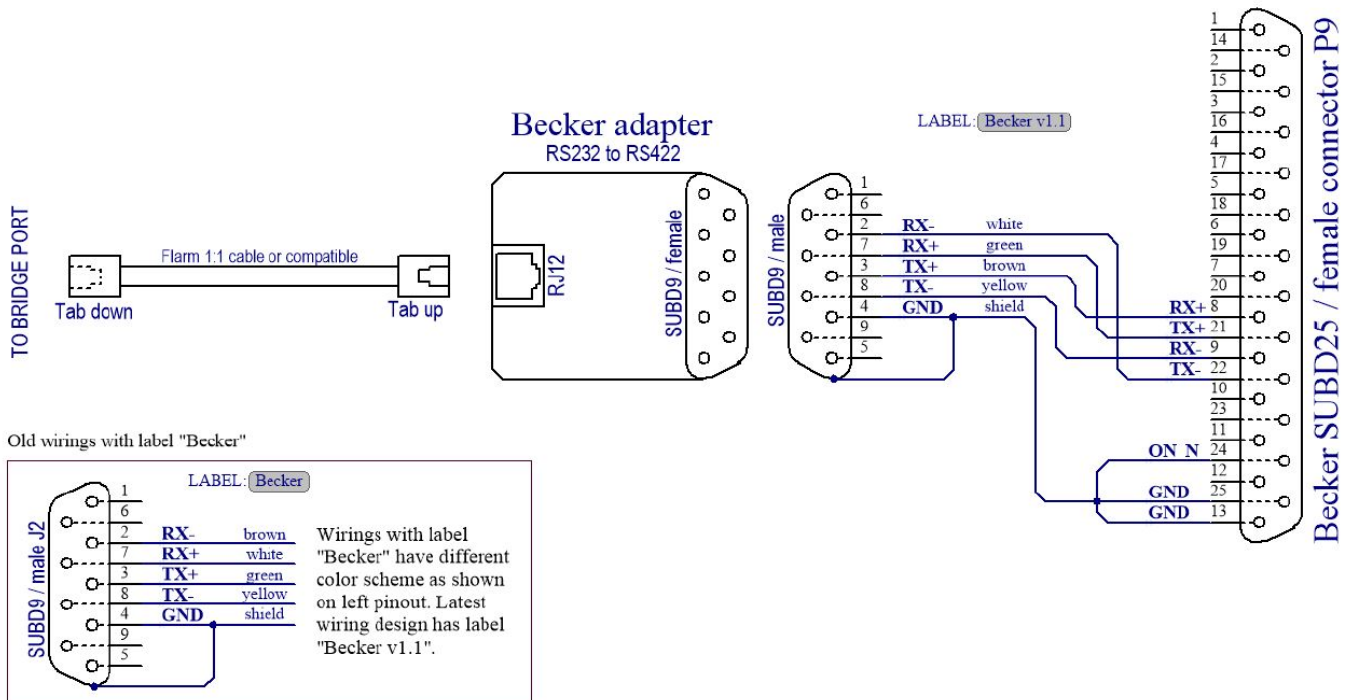 Becker adapter
RS232 to RS422
LABEL: Becker v1.1
TO BRIDGE PORT
Flarm 1:1 cable or compatible
Tab down
Tab up
RJ12
SUBD9 / female
SUBD9 / male
1
6
2 RX- white
7 RX+ green
3 TX+ brown
8 TX- yellow
4 GND shield
9
5
1
14
2
15
3
16
4
17
5
18
6
19
7
20
RX+ 8
TX+ 21
RX- 9
TX- 22
10
23
11
ON N 24
12
GND 25
GND 13
Becker SUBD25 / female connector P9
Old wirings with label "Becker"
LABEL: Becker
SUBD9 / male J2
1
6
2 RX- brown
7 RX+ white
3 TX+ green
8 TX- yellow
4 GND shield
9
5
Wirings with label
"Becker" have different
color scheme as shown
on left pinout. Latest
wiring design has label
"Becker v1.1".